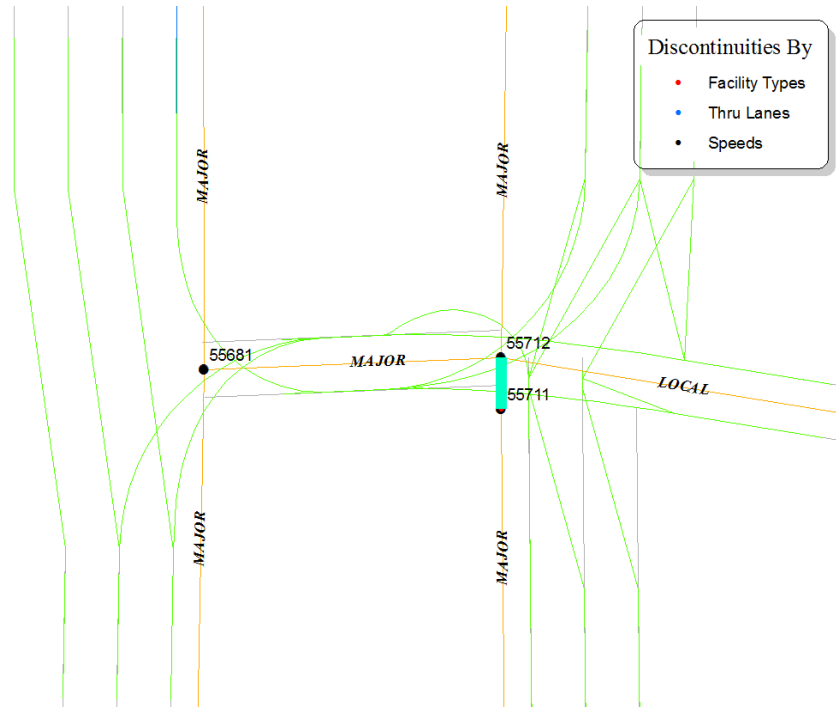 Discontinuities By
Facility Types
Thru Lanes
Speeds
MAJOR
MAJOR
55681
55712
MAJOR
LOCAL
55711
MAJOR
MAJOR